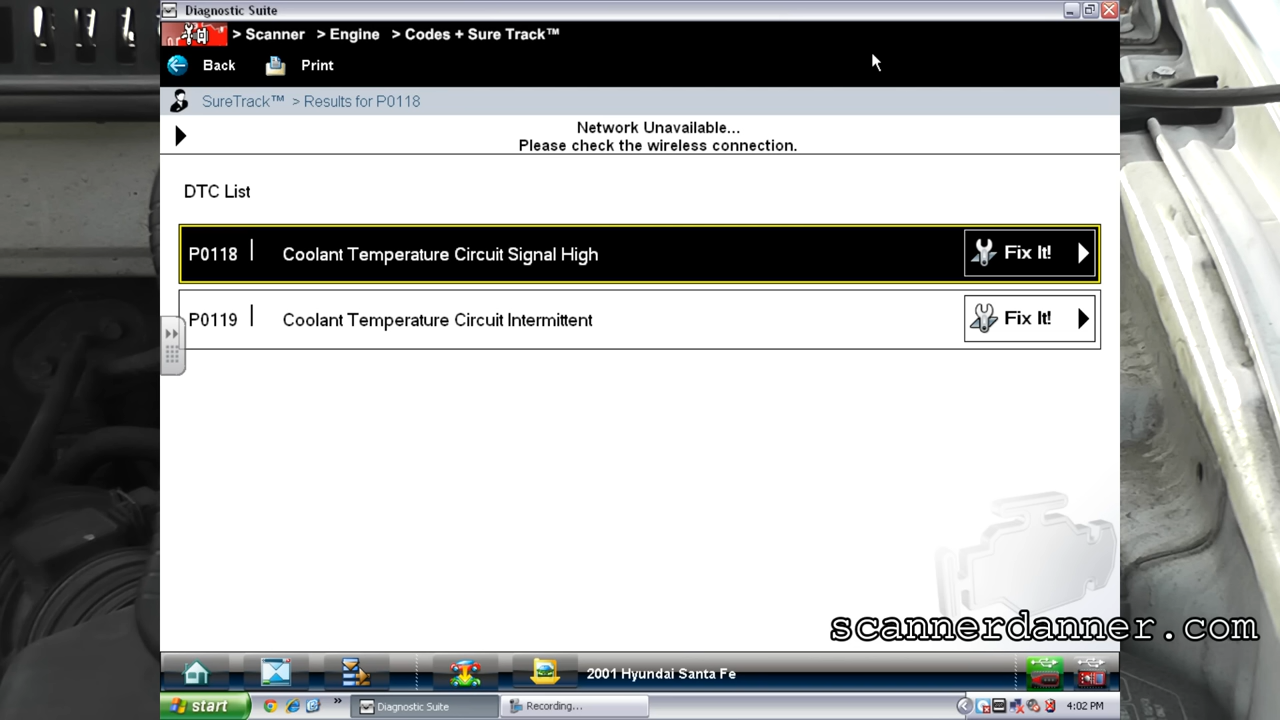 Diagnostic Suite
> Scanner > Engine > Codes + Sure Track™
Back Print
SureTrack™ > Results for P0118
Network Unavailable...
Please check the wireless connection.
DTC List
P0118 | Coolant Temperature Circuit Signal High Fix It!
P0119 | Coolant Temperature Circuit Intermittent Fix It!
scannerdanner.com
2001 Hyundai Santa Fe
start » Diagnostic Suite Recording... 4:02 PM